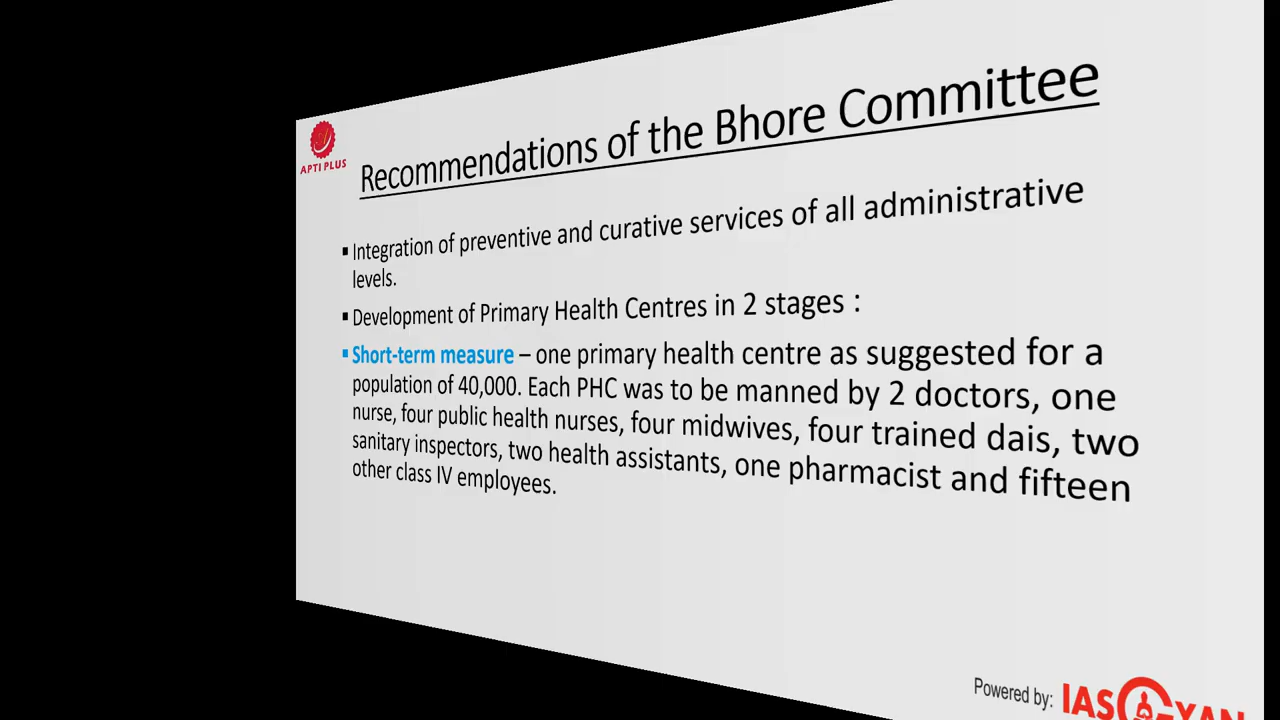 APTI PLUS
Recommendations of the Bhore Committee
▪ Integration of preventive and curative services of all administrative
levels.
▪ Development of Primary Health Centres in 2 stages :
▪ Short-term measure – one primary health centre as suggested for a
population of 40,000. Each PHC was to be manned by 2 doctors, one
nurse, four public health nurses, four midwives, four trained dais, two
sanitary inspectors, two health assistants, one pharmacist and fifteen
other class IV employees.
Powered by: IAS GYAN